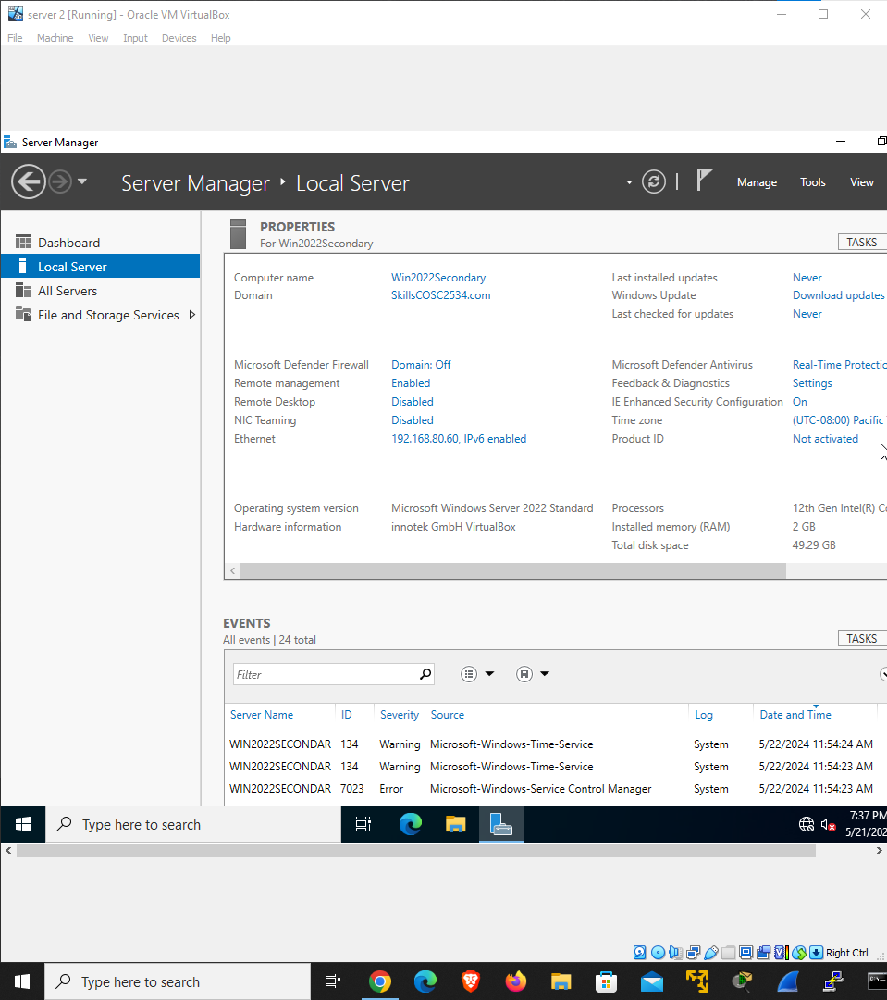 server 2 [Running] - Oracle VM VirtualBox
File Machine View Input Devices Help
Server Manager
Server Manager Local Server
Manage Tools View
Dashboard
Local Server
All Servers
File and Storage Services
PROPERTIES
For Win2022Secondary
TASKS
Computer name Win2022Secondary Last installed updates Never
Domain SkillsCOSC2534.com Windows Update Download updates
Last checked for updates Never
Microsoft Defender Firewall Domain: Off Microsoft Defender Antivirus Real-Time Protectio
Remote management Enabled Feedback & Diagnostics Settings
Remote Desktop Disabled IE Enhanced Security Configuration On
NIC Teaming Disabled Time zone (UTC-08:00) Pacific
Ethernet 192.168.80.60, IPv6 enabled Product ID Not activated
Operating system version Microsoft Windows Server 2022 Standard Processors 12th Gen Intel(R) Co
Hardware information innotek GmbH VirtualBox Installed memory (RAM) 2 GB
Total disk space 49.29 GB
EVENTS
All events | 24 total
TASKS
Filter
Server Name ID Severity Source Log Date and Time
WIN2022SECONDAR 134 Warning Microsoft-Windows-Time-Service System 5/22/2024 11:54:24 AM
WIN2022SECONDAR 134 Warning Microsoft-Windows-Time-Service System 5/22/2024 11:54:23 AM
WIN2022SECONDAR 7023 Error Microsoft-Windows-Service Control Manager System 5/22/2024 11:54:23 AM
Type here to search
7:37 PM
5/21/202
Right Ctrl
Type here to search